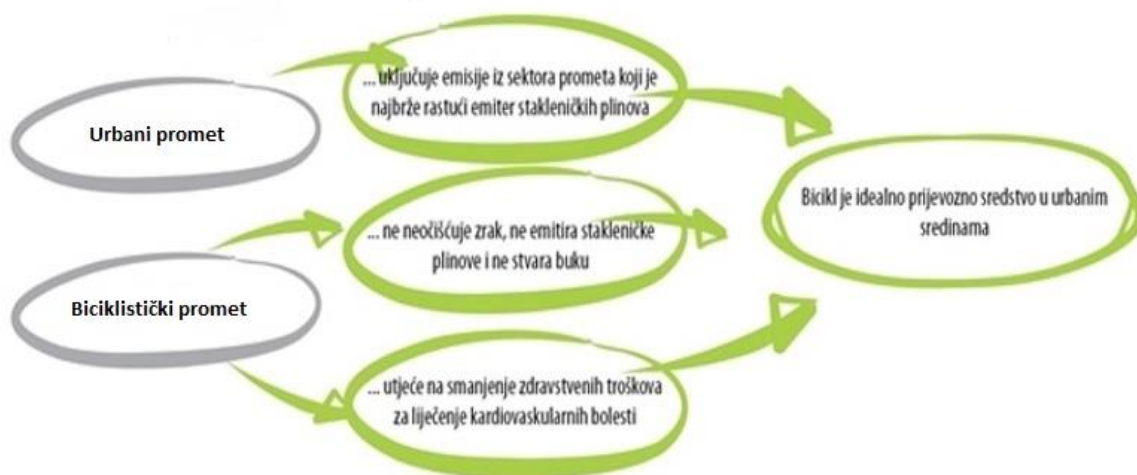 Urbani promet
... uključuje emisije iz sektora prometa koji je
najbrže rastući emiter stakleničkih plinova
Biciklistički promet
... ne neočišćuje zrak, ne emitira stakleničke
plinove i ne stvara buku
... utjeće na smanjenje zdravstvenih troškova
za liječenje kardiovaskularnih bolesti
Bicikl je idealno prijevozno sredstvo u urbanim
sredinama